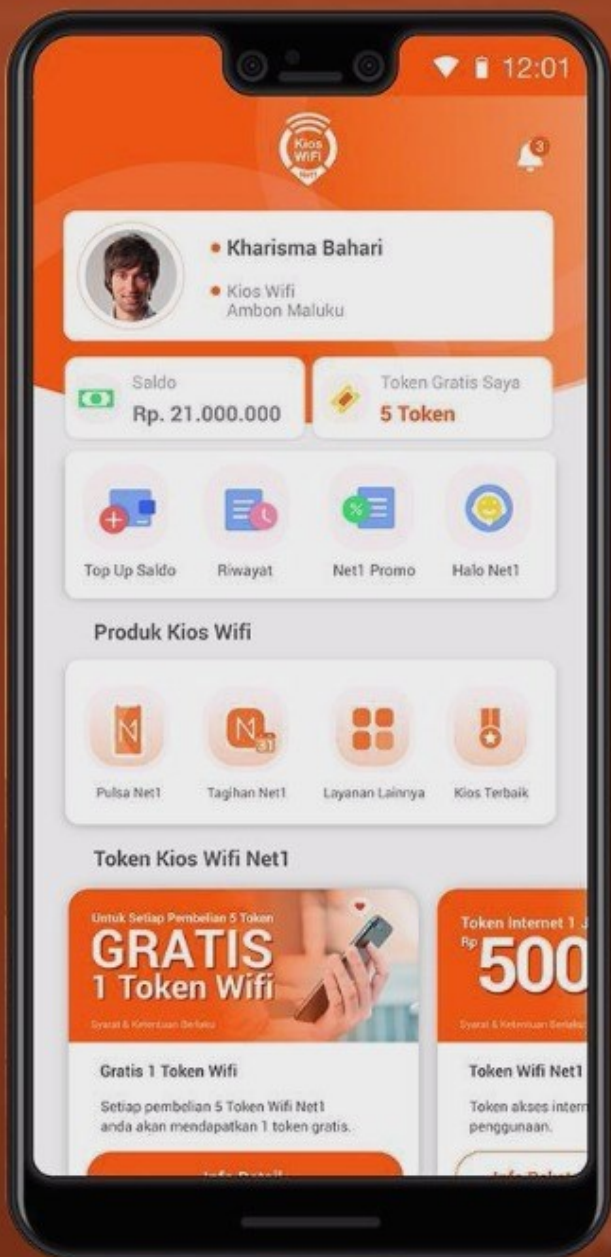 12:01
Kios
WiFi
Net1
3
Kharisma Bahari
Kios Wifi
Ambon Maluku
Saldo
Rp. 21.000.000
Token Gratis Saya
5 Token
Top Up Saldo
Riwayat
Net1 Promo
Halo Net1
Produk Kios Wifi
31
Pulsa Net1
Tagihan Net1
Layanan Lainnya
Kios Terbaik
Token Kios Wifi Net1
Untuk Setiap Pembelian 5 Token
GRATIS
1 Token Wifi
Syarat & Ketentuan Berlaku
Gratis 1 Token Wifi
Setiap pembelian 5 Token Wifi Net1
anda akan mendapatkan 1 token gratis.
Token Internet 1 J
Rp
500
Syarat & Ketentuan Berlaku
Token Wifi Net1
Token akses intern
penggunaan.